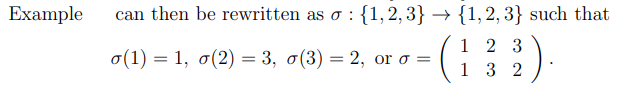 Example can then be rewritten as σ : {1, 2, 3} → {1, 2, 3} such that
σ(1) = 1, σ(2) = 3, σ(3) = 2, or σ = ( 1 2 3
1 3 2 ) .